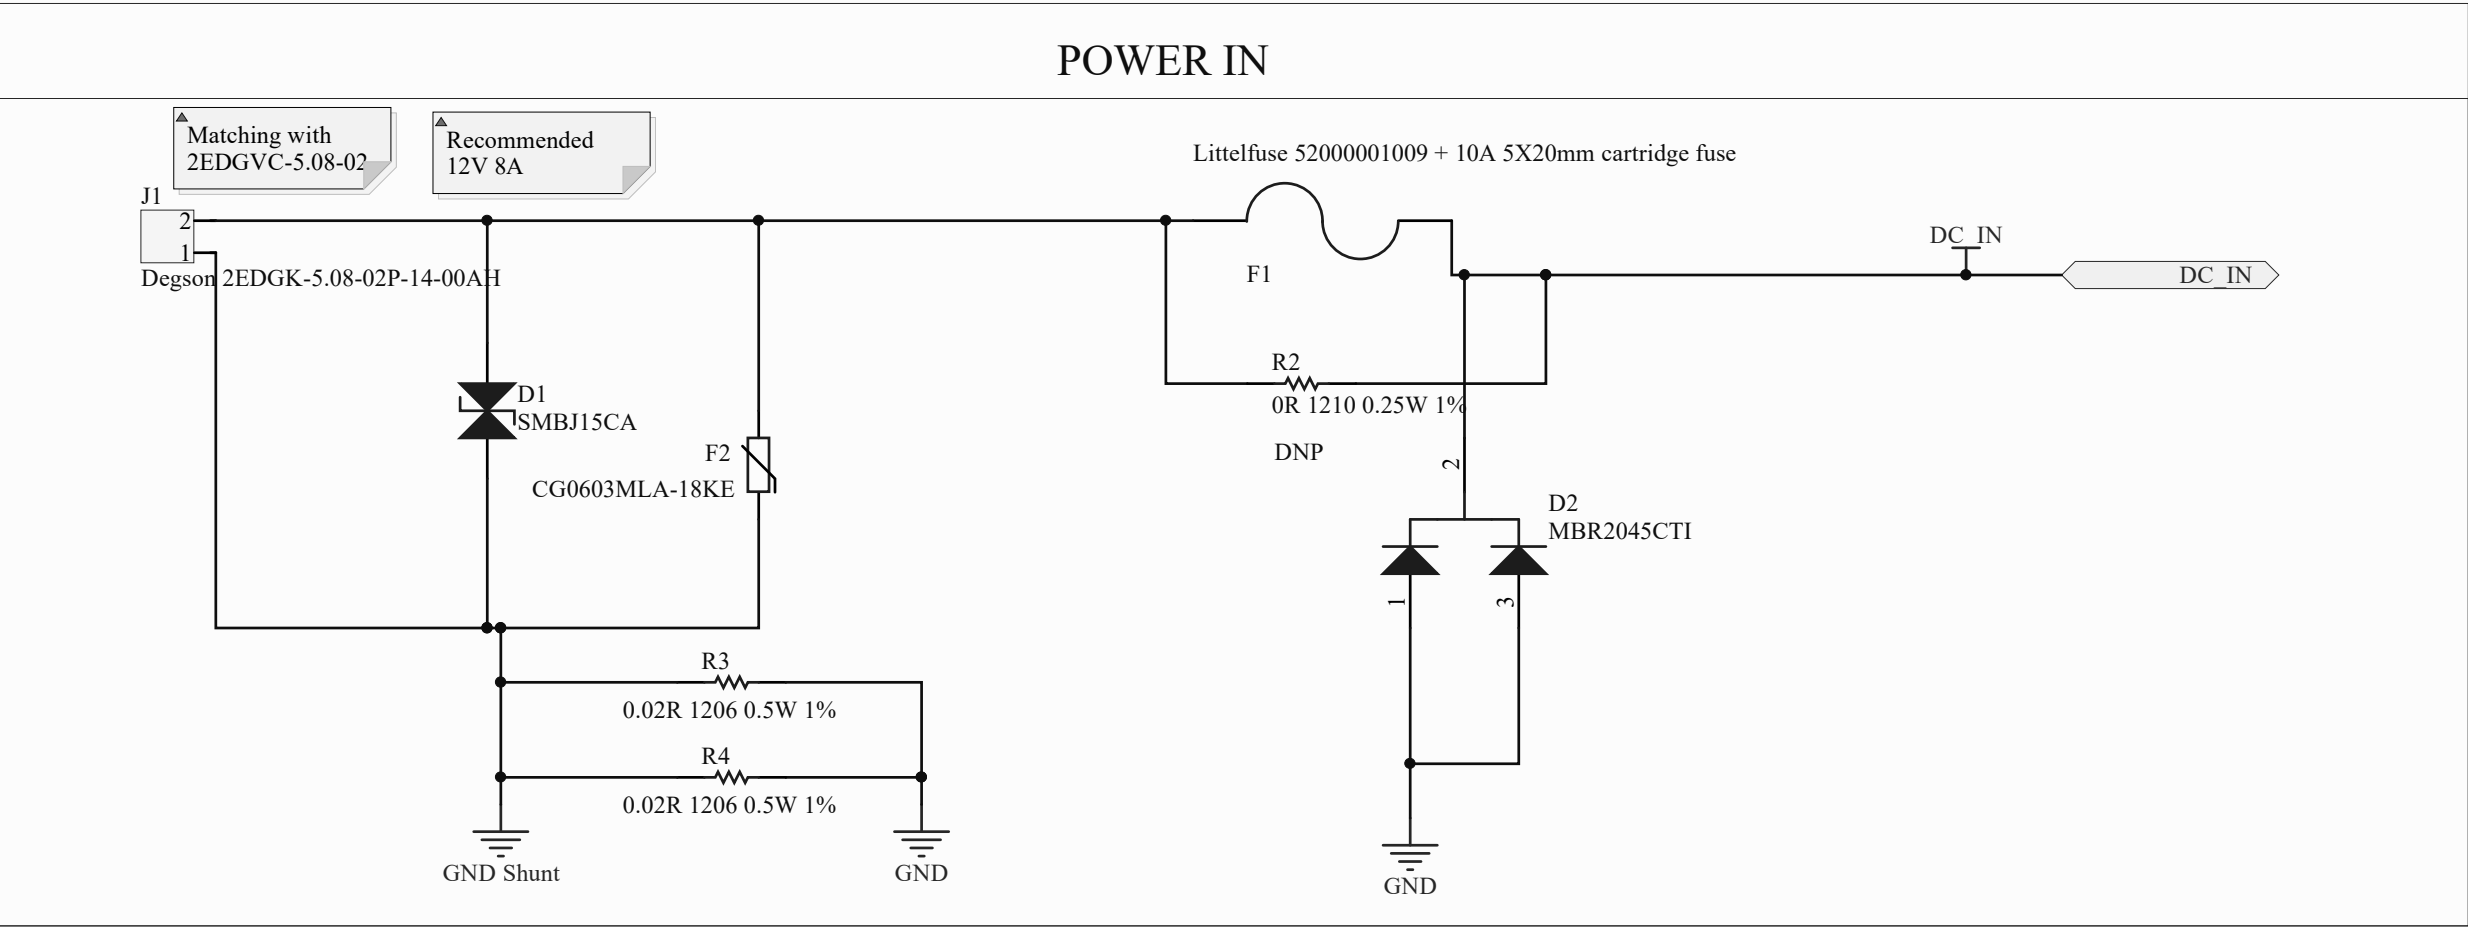 POWER IN
Matching with
2EDGVC-5.08-02
Recommended
12V 8A
Littelfuse 52000001009 + 10A 5X20mm cartridge fuse
J1
2
1
Degson 2EDGK-5.08-02P-14-00AH
F1
DC_IN
DC_IN
R2
0R 1210 0.25W 1%
DNP
D1
SMBJ15CA
F2
CG0603MLA-18KE
2
D2
MBR2045CTI
1
3
R3
0.02R 1206 0.5W 1%
R4
0.02R 1206 0.5W 1%
GND Shunt
GND
GND